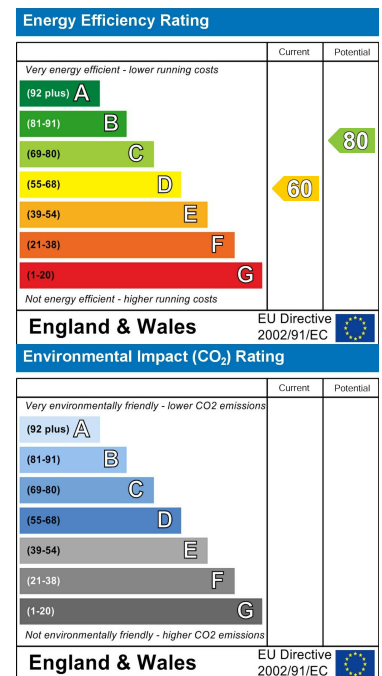 Energy Efficiency Rating
Current Potential
Very energy efficient - lower running costs
(92 plus) A
(81-91) B
(69-80) C
(55-68) D
(39-54) E
(21-38) F
(1-20) G
60
80
Not energy efficient - higher running costs
England & Wales
EU Directive
2002/91/EC
Environmental Impact (CO₂) Rating
Current Potential
Very environmentally friendly - lower CO2 emissions
(92 plus) A
(81-91) B
(69-80) C
(55-68) D
(39-54) E
(21-38) F
(1-20) G
Not environmentally friendly - higher CO2 emissions
England & Wales
EU Directive
2002/91/EC